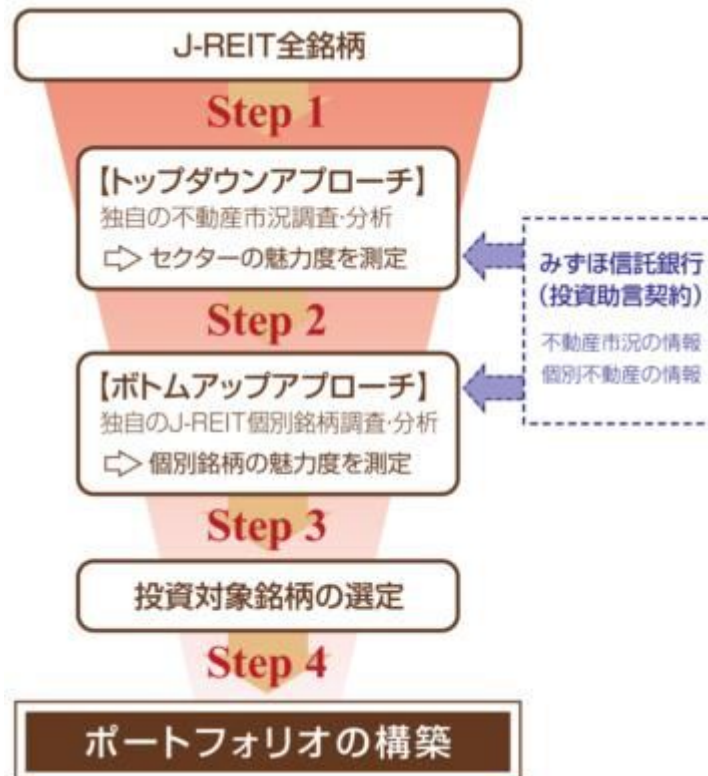 J-REIT全銘柄
Step 1
【トップダウンアプローチ】
独自の不動産市況調査・分析
⇨ セクターの魅力度を測定
みずほ信託銀行
(投資助言契約)
不動産市況の情報
個別不動産の情報
Step 2
【ボトムアップアプローチ】
独自のJ-REIT個別銘柄調査・分析
⇨ 個別銘柄の魅力度を測定
Step 3
投資対象銘柄の選定
Step 4
ポートフォリオの構築